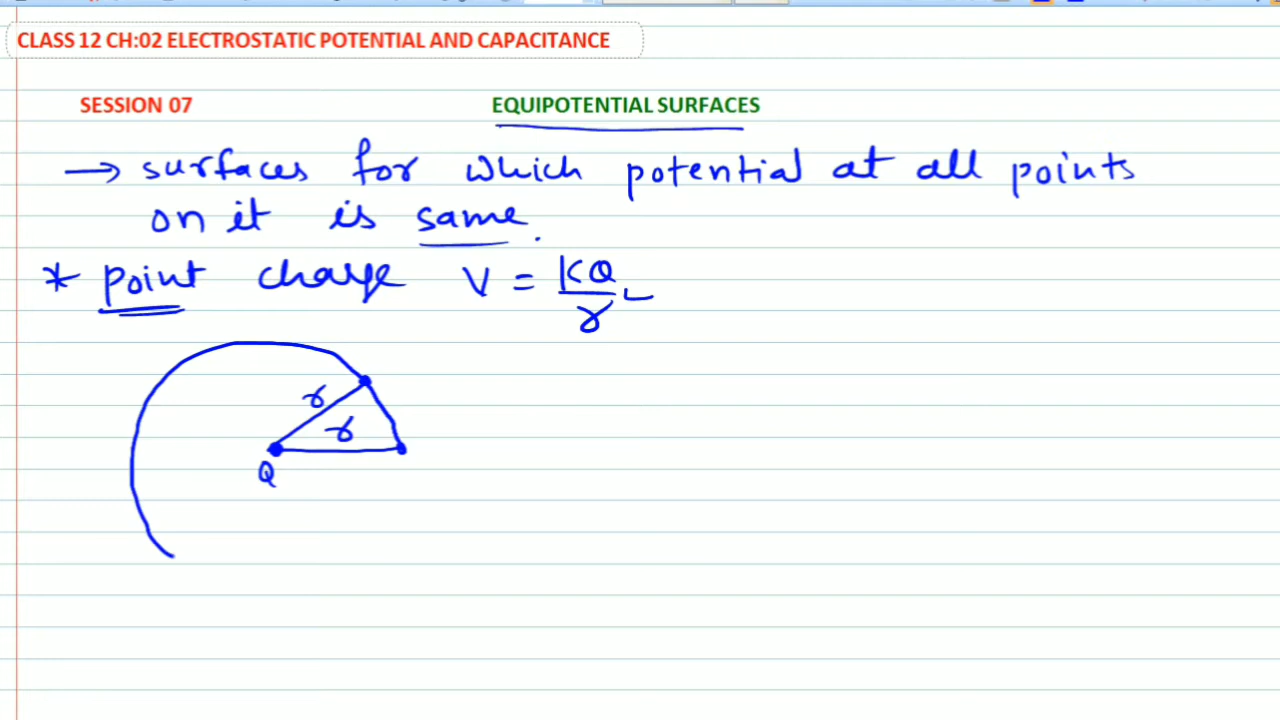 CLASS 12 CH:02 ELECTROSTATIC POTENTIAL AND CAPACITANCE
SESSION 07 EQUIPOTENTIAL SURFACES
→ surfaces for which potential at all points
on it is same.
* point charge V = KQ/r
r
r
Q